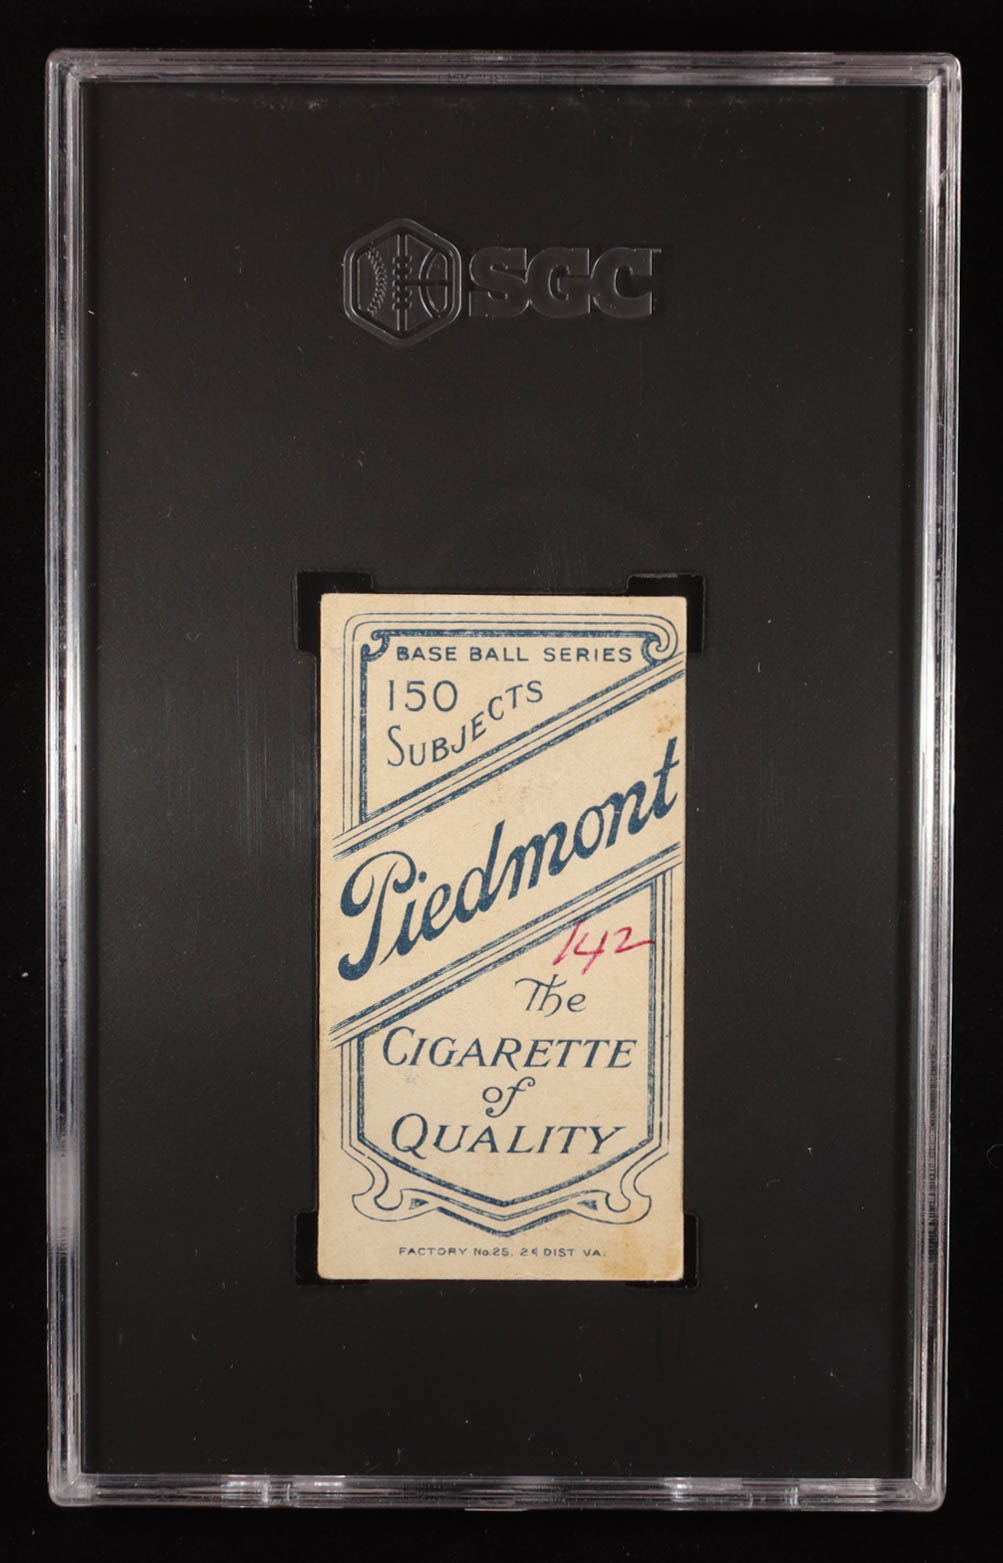 SGC
BASE BALL SERIES
150
SUBJECTS
Piedmont
142
The
CIGARETTE
of
QUALITY
FACTORY No. 25. 2d DIST VA.